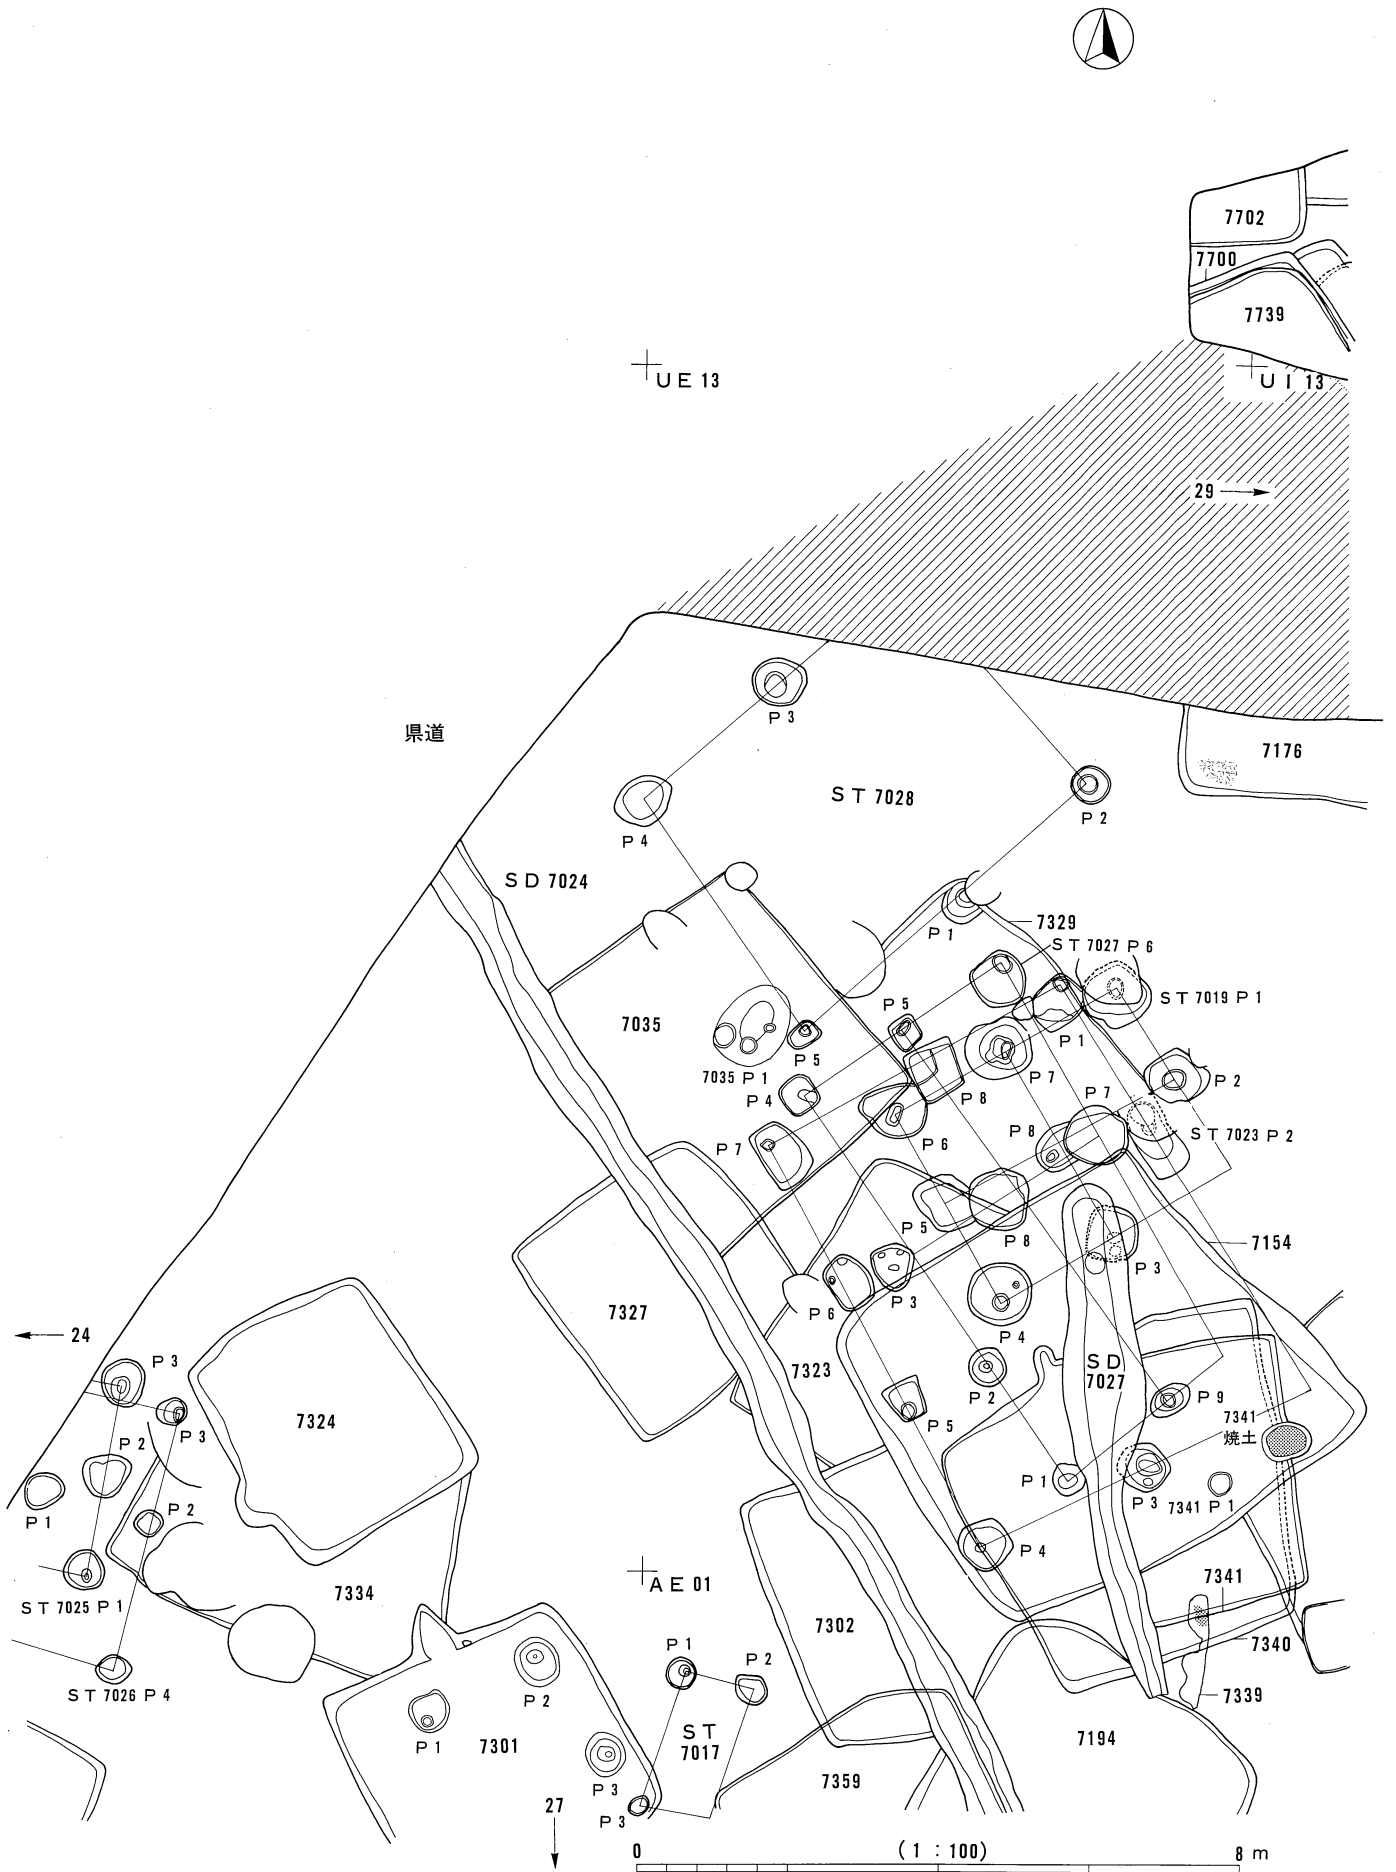 7702
7700
7739
UE 13
UI 13
29
P 3
県道
7176
ST 7028
P 4
P 2
SD 7024
P 1
7329
ST 7027 P 6
ST 7019 P 1
P 5
7035
P 5
P 1
7035 P 1
P 7
P 4
P 8
P 7
P 2
P 6
P 8
ST 7023 P 2
P 7
P 5
P 8
7154
P 3
P 6
P 3
7327
P 4
24
P 3
7323
SD
7027
P 2
P 9
P 3
7324
P 5
7341
焼土
P 2
P 1
P 3
7341 P 1
P 1
P 2
P 4
AE 01
7341
7334
ST 7025 P 1
7302
7340
P 1
P 2
ST 7026 P 4
P 2
7339
ST
7017
P 1
7301
7194
P 3
7359
27
P 3
0
(1 : 100)
8 m